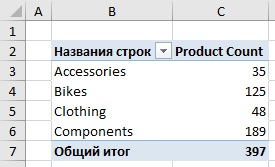 A B C
1
2 Названия строк Product Count
3 Accessories 35
4 Bikes 125
5 Clothing 48
6 Components 189
7 Общий итог 397